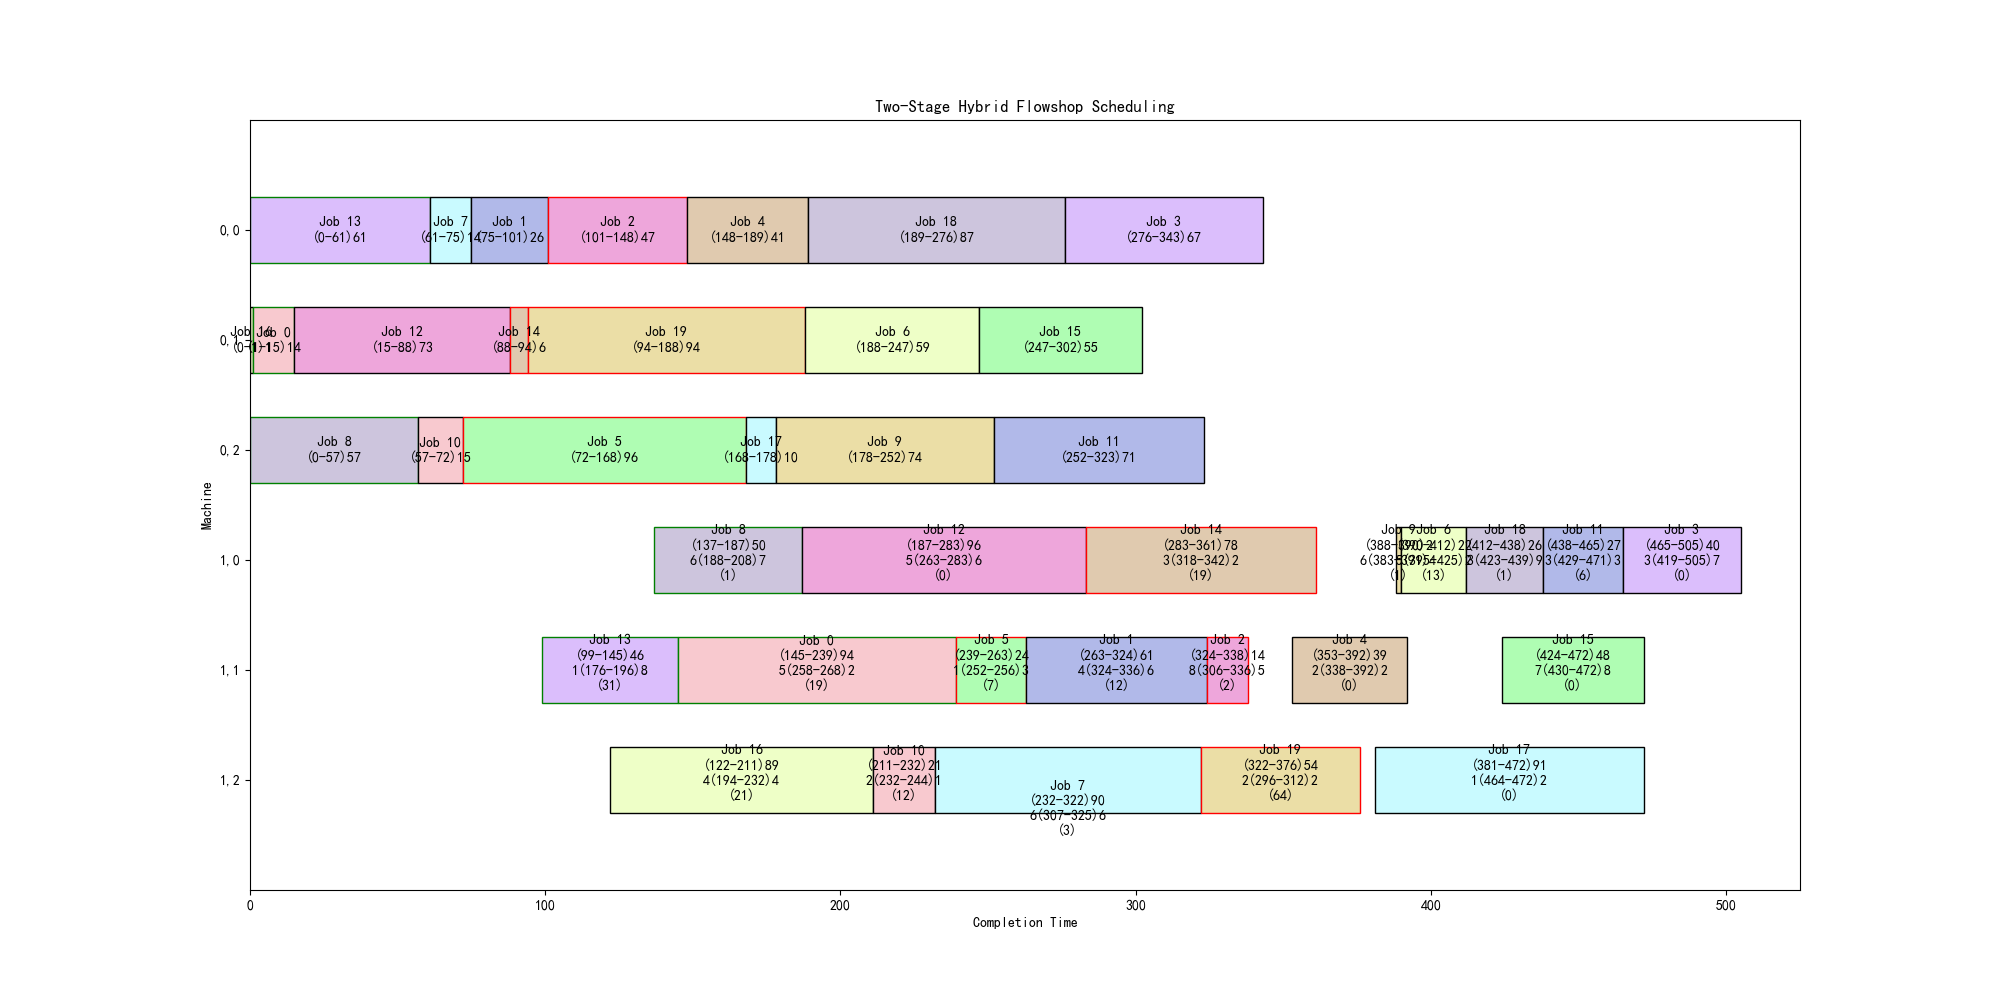 Two-Stage Hybrid Flowshop Scheduling
Machine
0,0
Job 13
(0-61)61
Job 7
(61-75)14
Job 1
(75-101)26
Job 2
(101-148)47
Job 4
(148-189)41
Job 18
(189-276)87
Job 3
(276-343)67
0,1
Job 16
(0-1)1
Job 0
(1-15)14
Job 12
(15-88)73
Job 14
(88-94)6
Job 19
(94-188)94
Job 6
(188-247)59
Job 15
(247-302)55
0,2
Job 8
(0-57)57
Job 10
(57-72)15
Job 5
(72-168)96
Job 17
(168-178)10
Job 9
(178-252)74
Job 11
(252-323)71
1,0
Job 8
(137-187)50
6(188-208)7
(1)
Job 12
(187-283)96
5(263-283)6
(0)
Job 14
(283-361)78
3(318-342)2
(19)
Job 9
(388-390)2
(1)
Job 6
(390-412)22
(13)
Job 18
(412-438)26
3(423-439)9
(1)
Job 11
(438-465)27
3(429-471)3
(6)
Job 3
(465-505)40
3(419-505)7
(0)
1,1
Job 13
(99-145)46
1(176-196)8
(31)
Job 0
(145-239)94
5(258-268)2
(19)
Job 5
(239-263)24
1(252-256)3
(7)
Job 1
(263-324)61
4(324-336)6
(12)
Job 2
(324-338)14
8(306-336)5
(2)
Job 4
(353-392)39
2(338-392)2
(0)
Job 15
(424-472)48
7(430-472)8
(0)
1,2
Job 16
(122-211)89
4(194-232)4
(21)
Job 10
(211-232)21
2(232-244)1
(12)
Job 7
(232-322)90
6(307-325)6
(3)
Job 19
(322-376)54
2(296-312)2
(64)
Job 17
(381-472)91
1(464-472)2
(0)
0
100
200
300
400
500
Completion Time